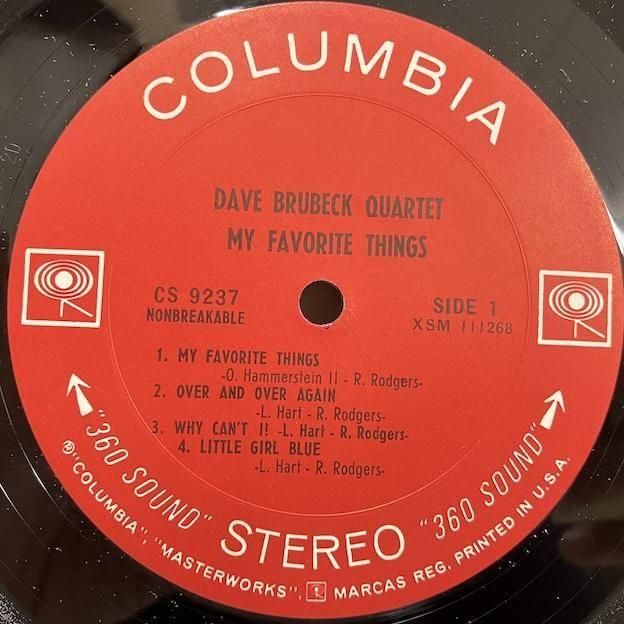 COLUMBIA
DAVE BRUBECK QUARTET
MY FAVORITE THINGS
CS 9237
NONBREAKABLE
SIDE 1
XSM 111268
1. MY FAVORITE THINGS
-O. Hammerstein II - R. Rodgers-
2. OVER AND OVER AGAIN
-L. Hart - R. Rodgers-
3. WHY CAN'T I! -L. Hart - R. Rodgers-
4. LITTLE GIRL BLUE
-L. Hart - R. Rodgers-
"360 SOUND" STEREO "360 SOUND"
Ⓡ "COLUMBIA", "MASTERWORKS", MARCAS REG. PRINTED IN U.S.A.